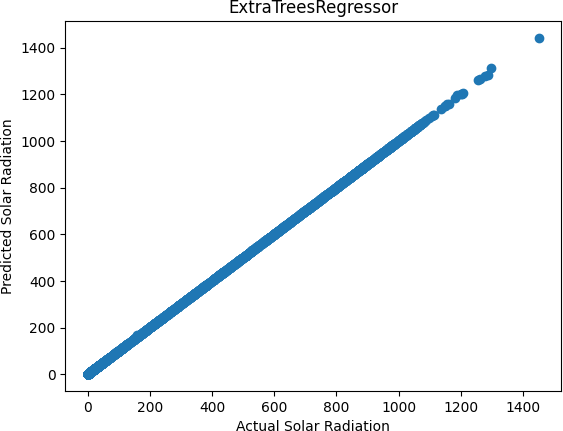 ExtraTreesRegressor
1400
1200
1000
800
600
400
200
0
Predicted Solar Radiation
0 200 400 600 800 1000 1200 1400
Actual Solar Radiation